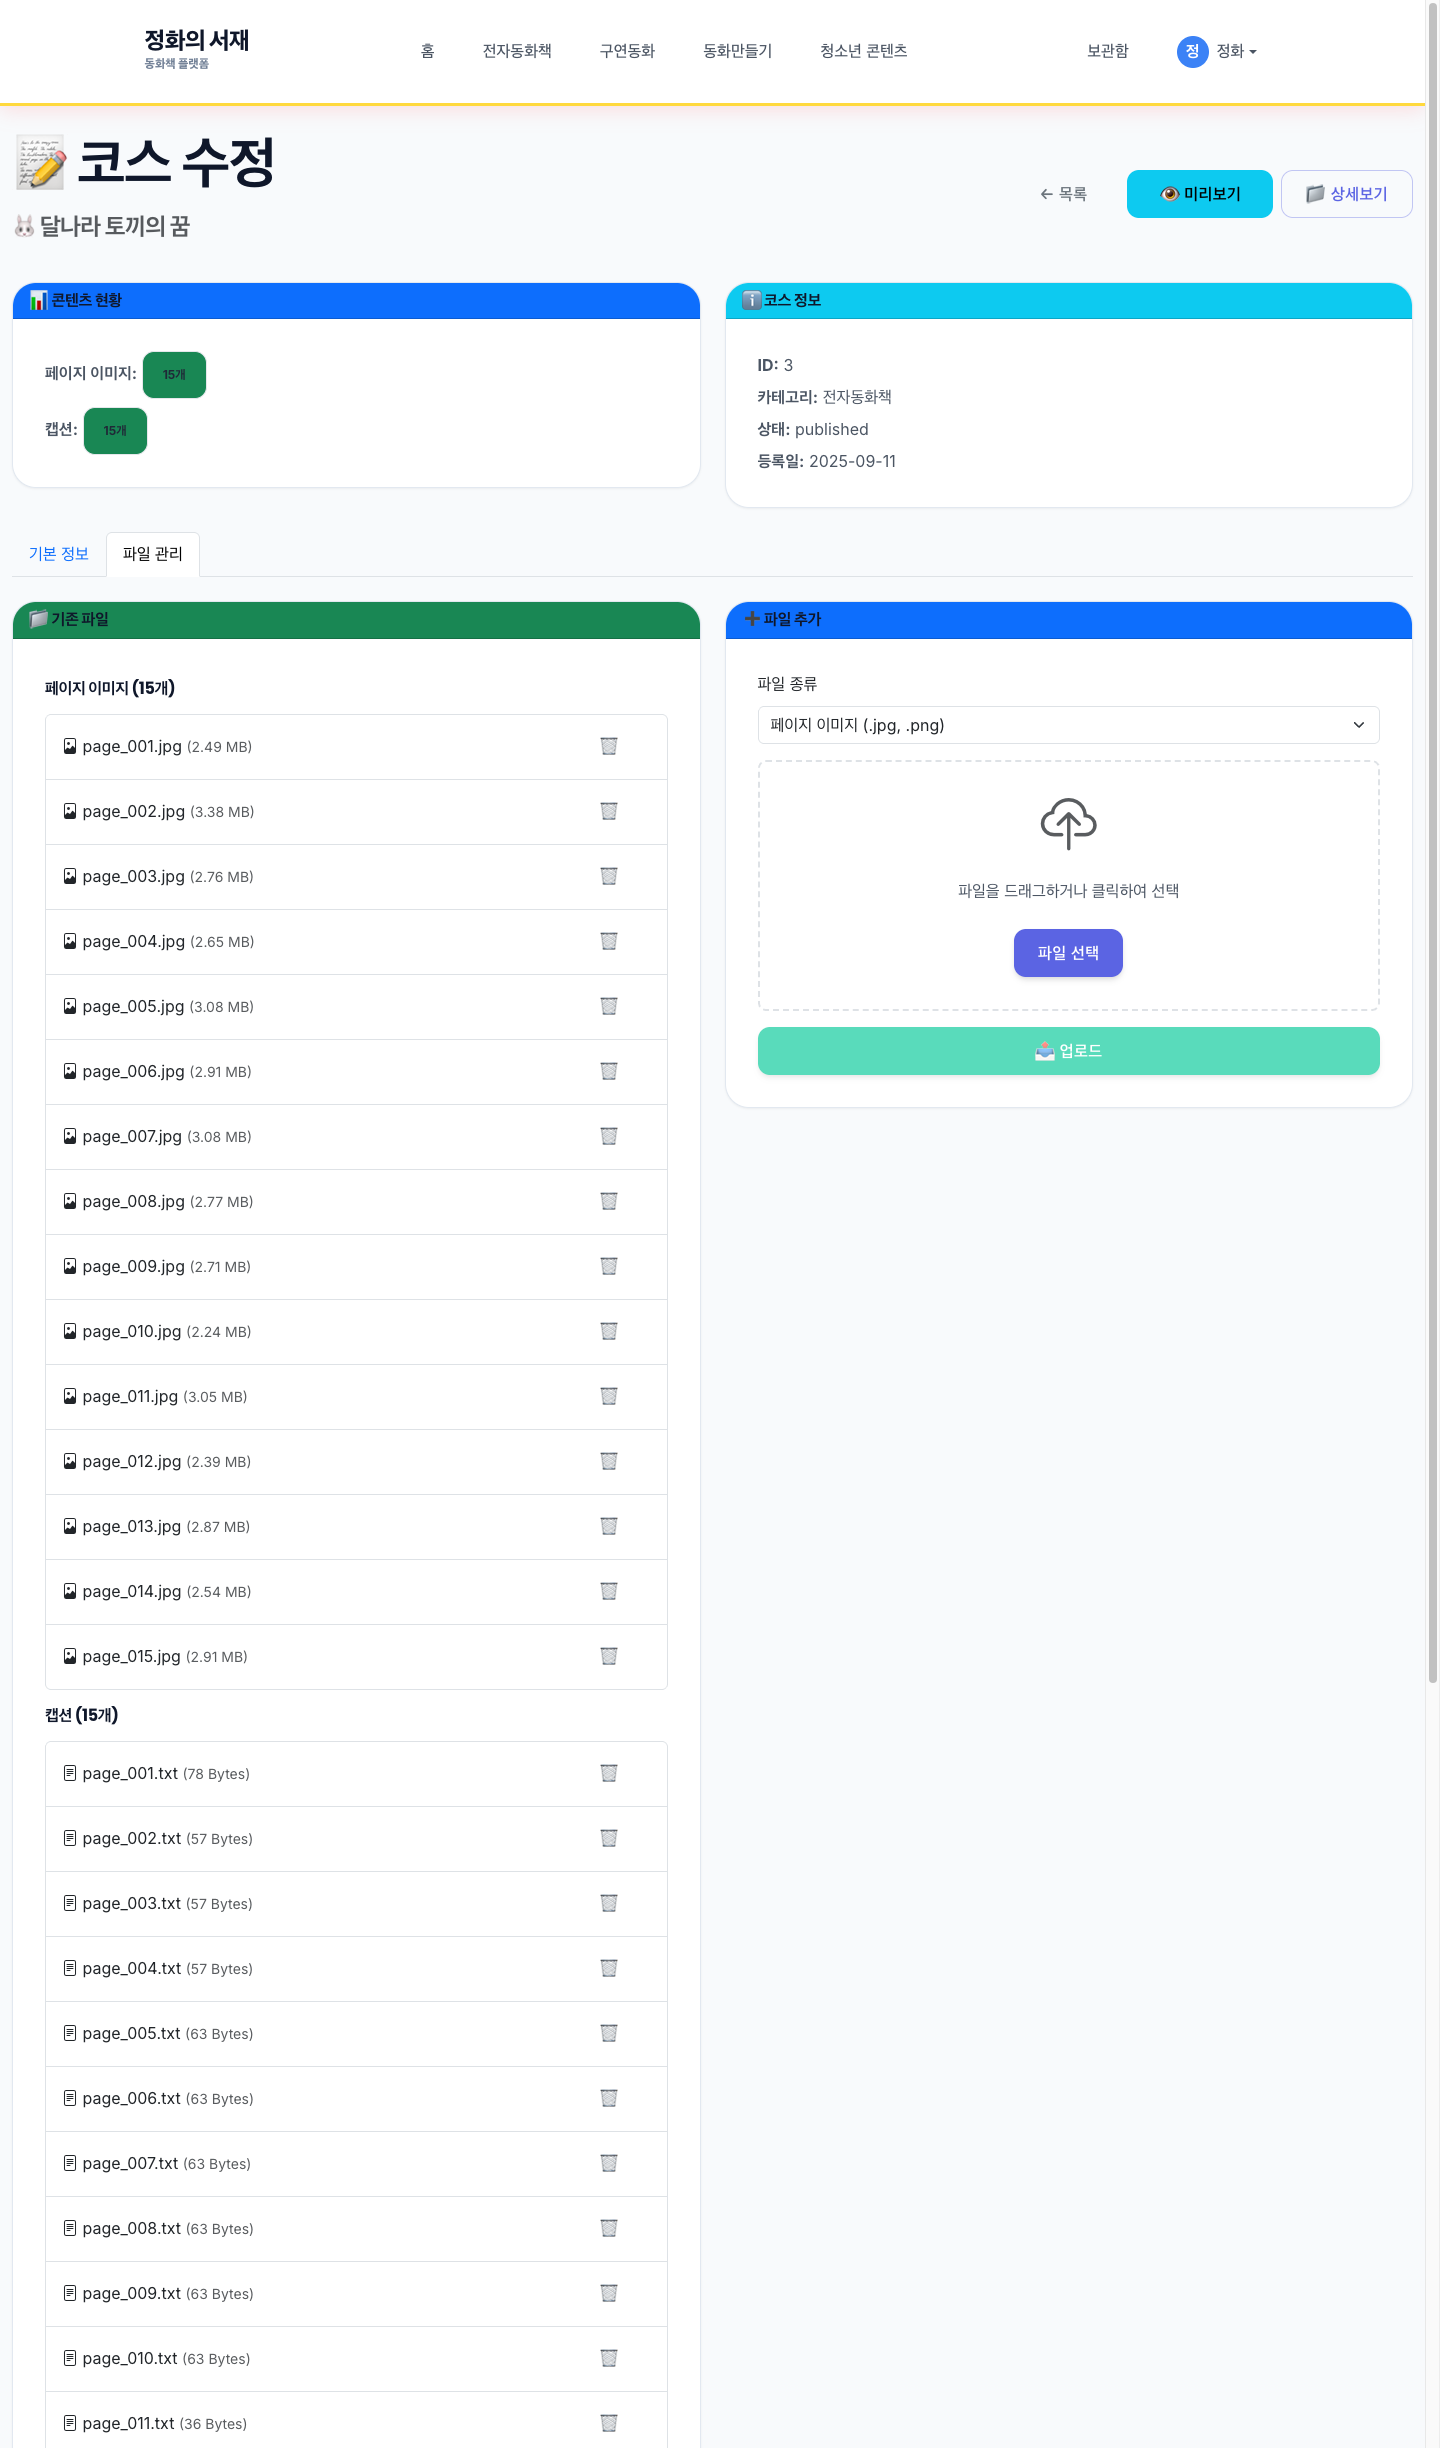 정화의 서재
동화책 플랫폼
홈 전자동화책 구연동화 동화만들기 청소년 콘텐츠 보관함 정 정화
📝 코스 수정
🐰 달나라 토끼의 꿈
← 목록 👁️ 미리보기 📁 상세보기
📊 콘텐츠 현황
페이지 이미지: 15개
캡션: 15개
ℹ️ 코스 정보
ID: 3
카테고리: 전자동화책
상태: published
등록일: 2025-09-11
기본 정보 파일 관리
📁 기존 파일
페이지 이미지 (15개)
page_001.jpg (2.49 MB)
page_002.jpg (3.38 MB)
page_003.jpg (2.76 MB)
page_004.jpg (2.65 MB)
page_005.jpg (3.08 MB)
page_006.jpg (2.91 MB)
page_007.jpg (3.08 MB)
page_008.jpg (2.77 MB)
page_009.jpg (2.71 MB)
page_010.jpg (2.24 MB)
page_011.jpg (3.05 MB)
page_012.jpg (2.39 MB)
page_013.jpg (2.87 MB)
page_014.jpg (2.54 MB)
page_015.jpg (2.91 MB)
캡션 (15개)
page_001.txt (78 Bytes)
page_002.txt (57 Bytes)
page_003.txt (57 Bytes)
page_004.txt (57 Bytes)
page_005.txt (63 Bytes)
page_006.txt (63 Bytes)
page_007.txt (63 Bytes)
page_008.txt (63 Bytes)
page_009.txt (63 Bytes)
page_010.txt (63 Bytes)
page_011.txt (36 Bytes)
➕ 파일 추가
파일 종류
페이지 이미지 (.jpg, .png)
파일을 드래그하거나 클릭하여 선택
파일 선택
📤 업로드